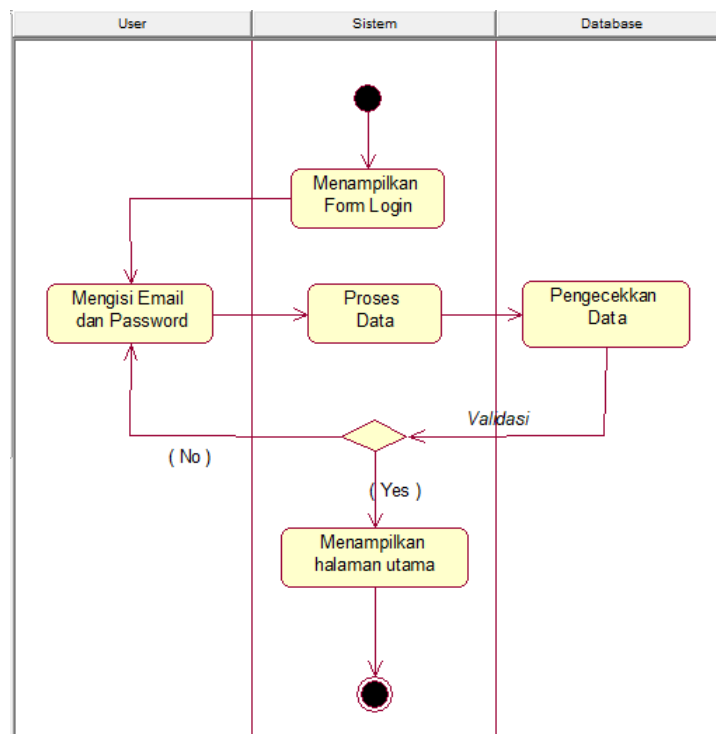 User
Sistem
Database
Menampilkan
Form Login
Mengisi Email
dan Password
Proses
Data
Pengecekkan
Data
Validasi
( No )
( Yes )
Menampilkan
halaman utama